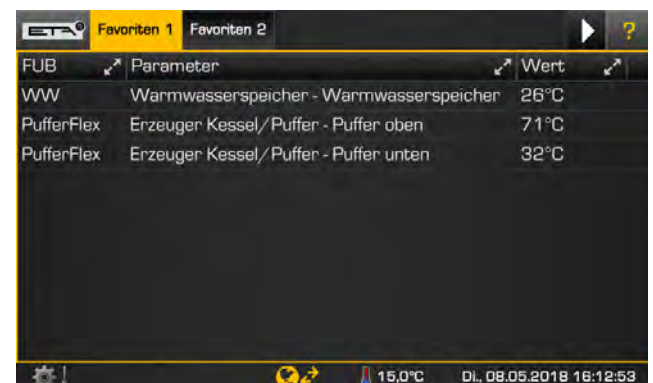 ETA Favoriten 1 Favoriten 2 ?
FUB Parameter Wert
WW Warmwasserspeicher - Warmwasserspeicher 26°C
PufferFlex Erzeuger Kessel/Puffer - Puffer oben 71°C
PufferFlex Erzeuger Kessel/Puffer - Puffer unten 32°C
! 15,0°C Di., 08.05.2018 16:12:53